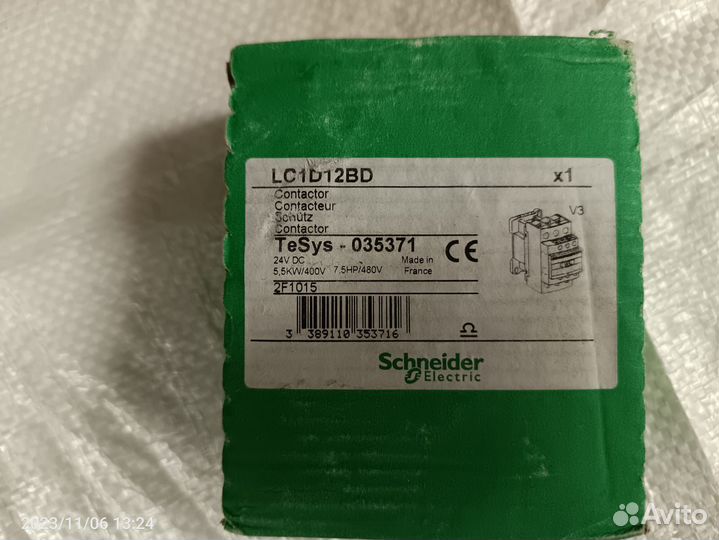 LC1D12BD x1
Contactor
Contacteur
Schütz
Contactor
V3
TeSys - 035371
24V DC Made in
5,5KW/400V 7,5HP/480V France
CE
2F1015
3 389110 353716
Schneider
Electric
2023/11/06 13:24
Avito